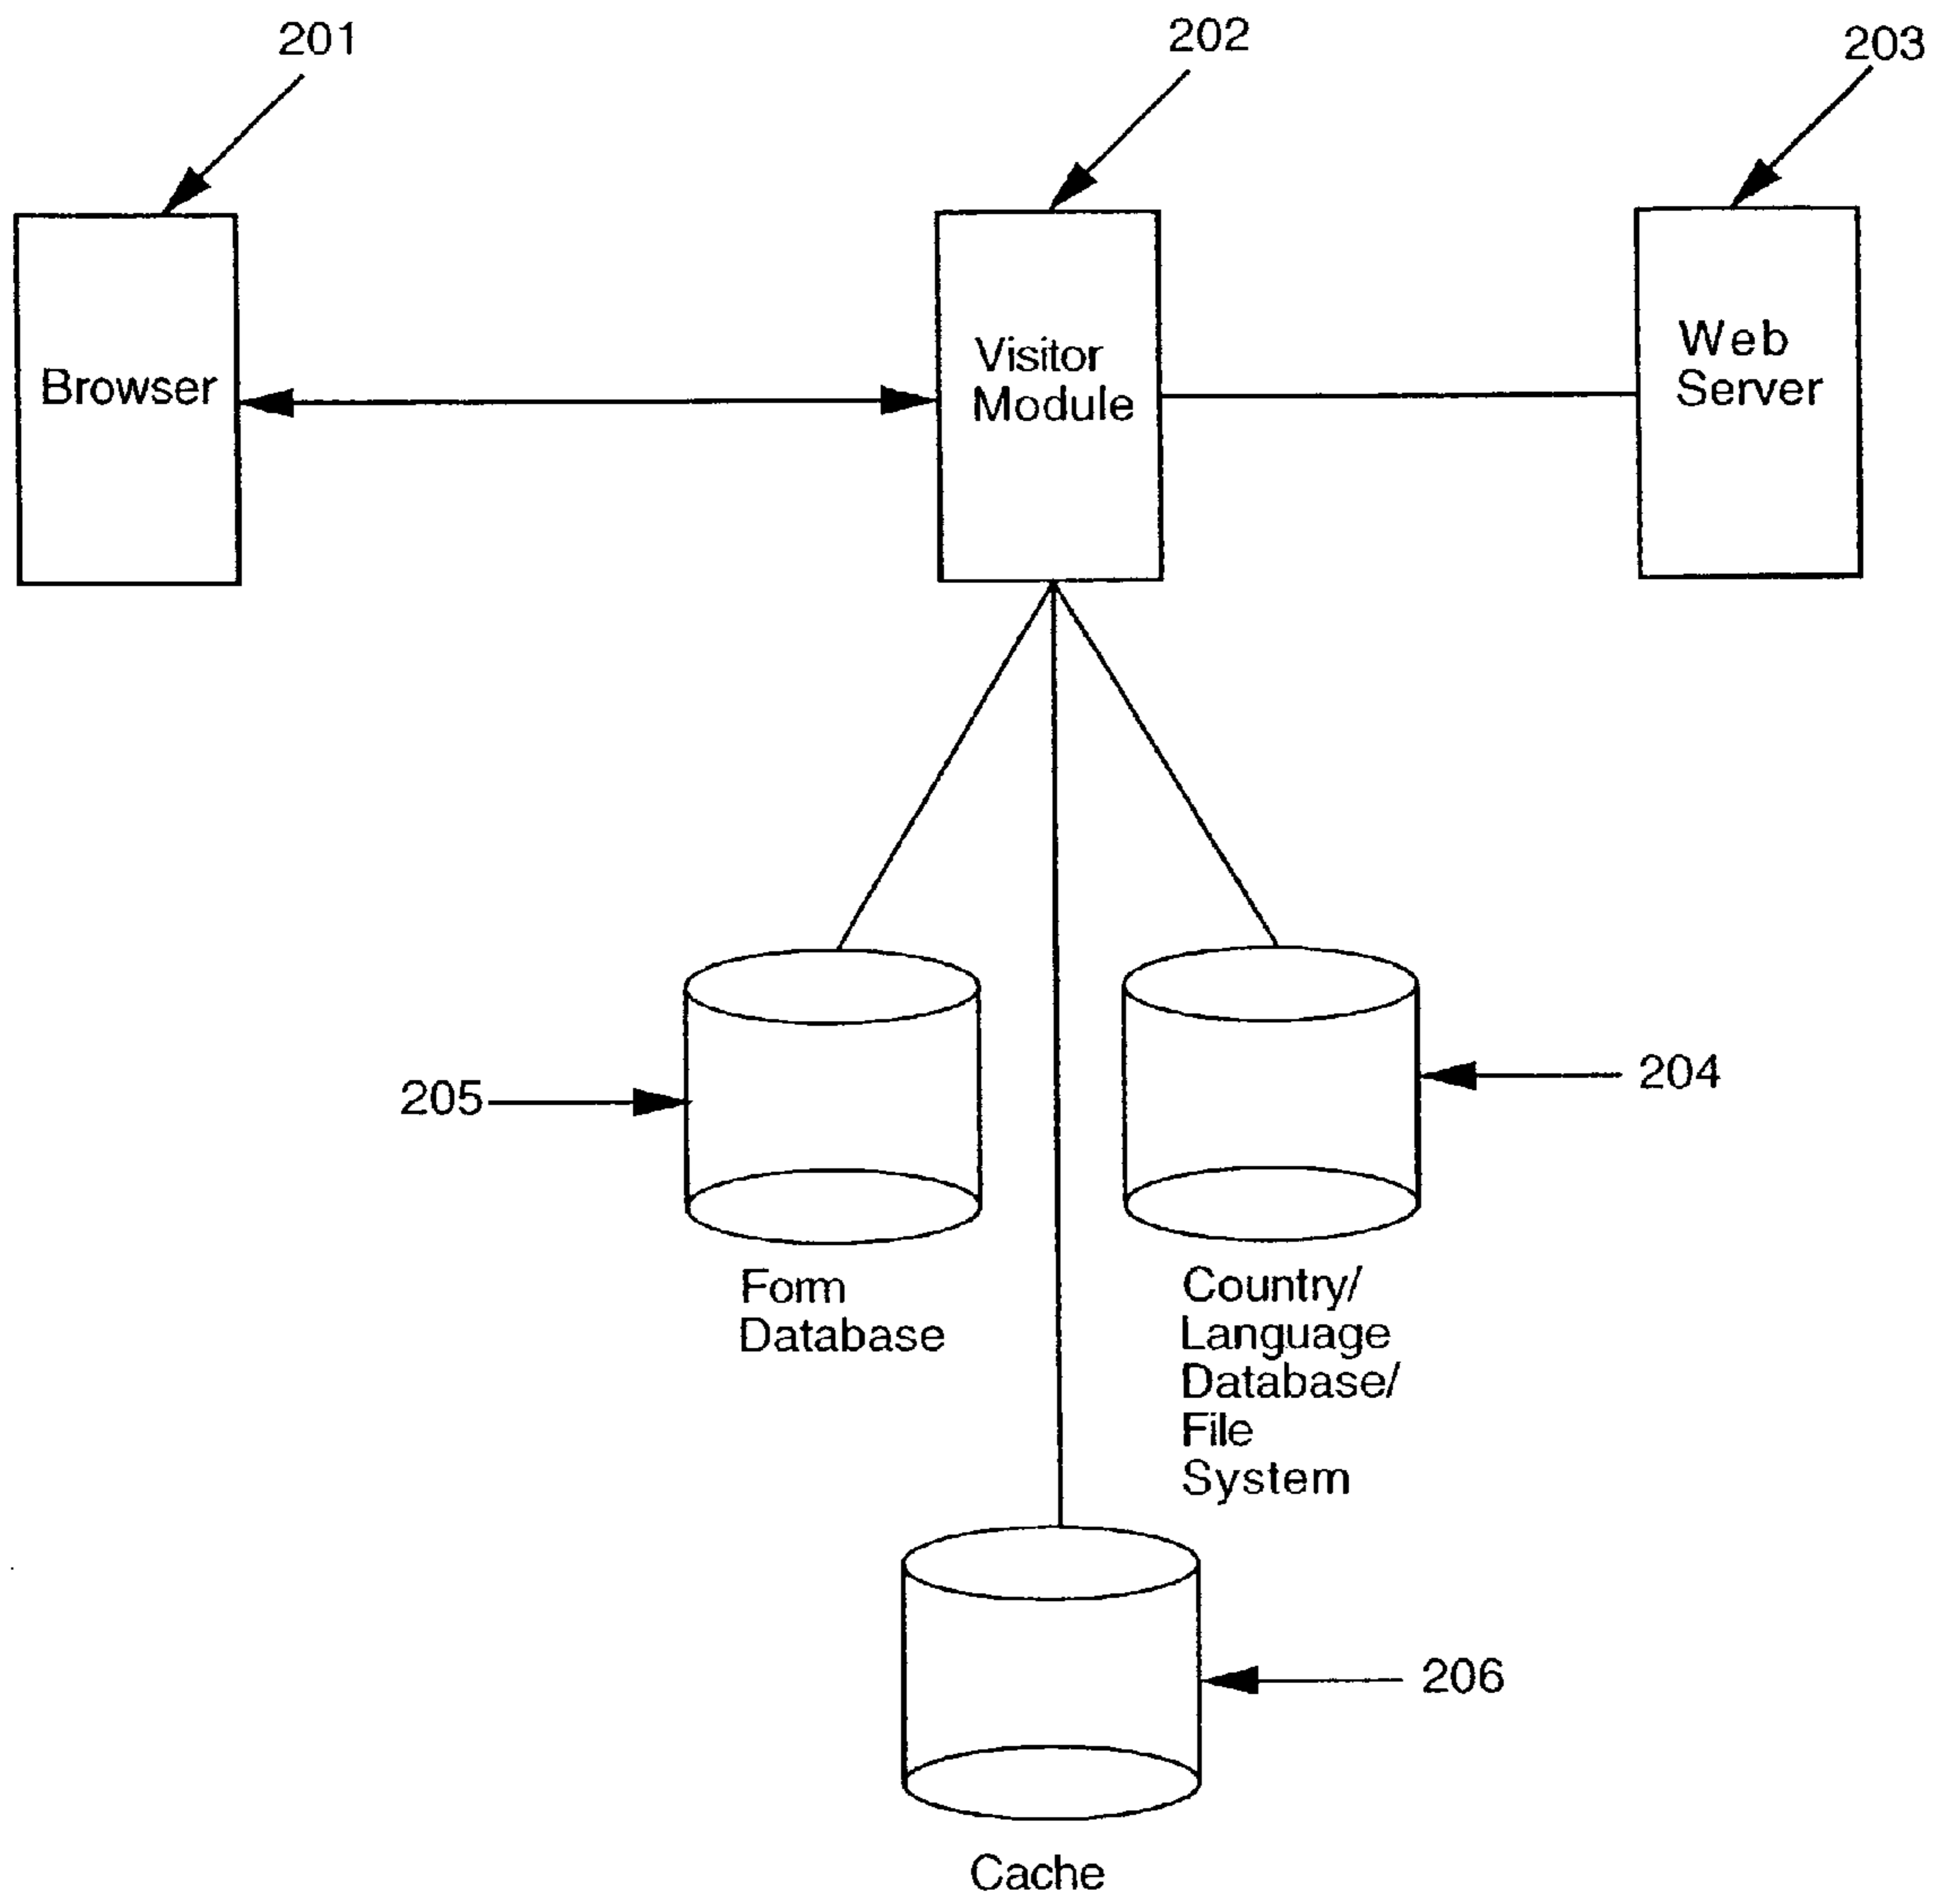 201
202
203
Browser
Visitor
Module
Web
Server
205
204
Form
Database
Country/
Language
Database/
File
System
206
Cache